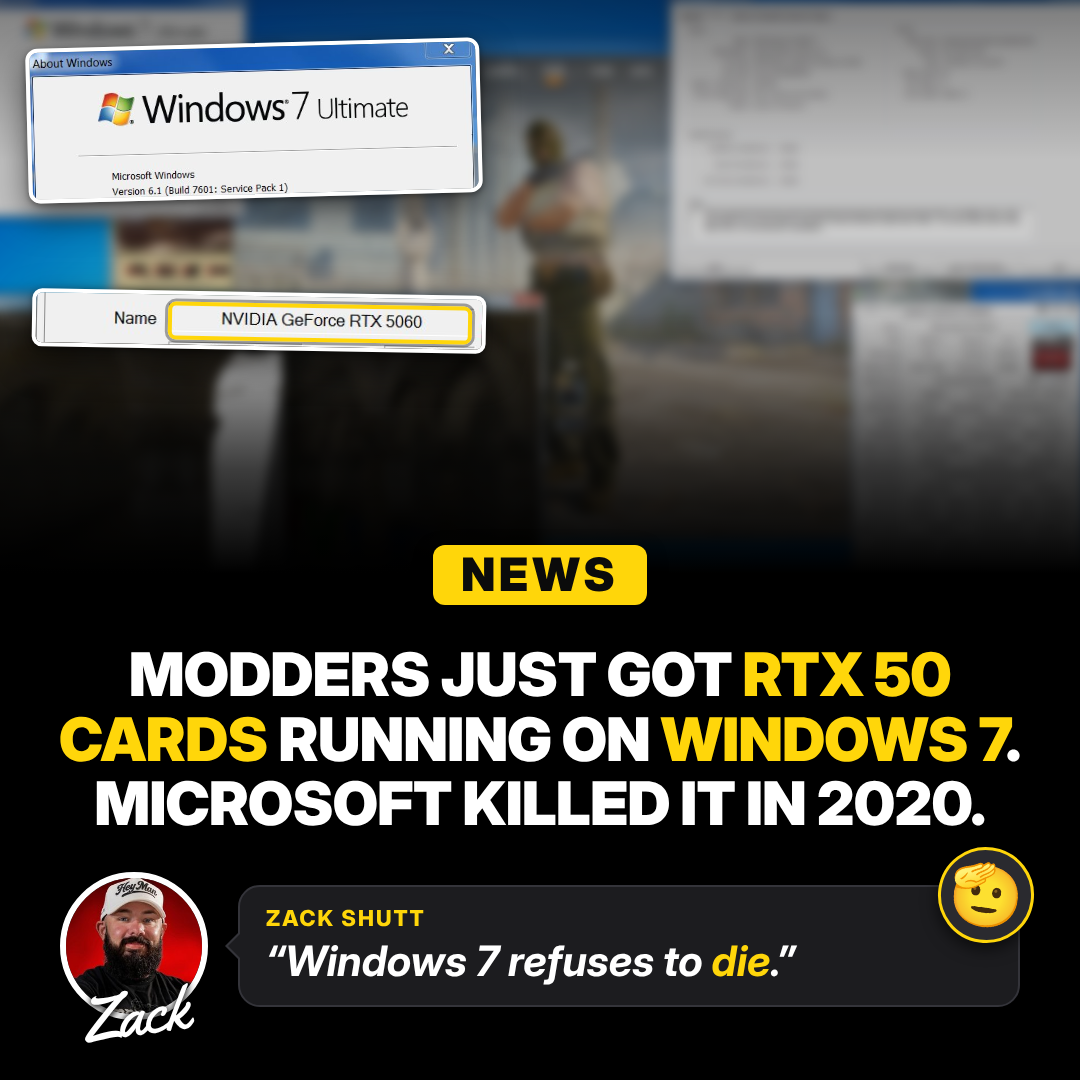 About Windows
X
Windows 7 Ultimate
Microsoft Windows
Version 6.1 (Build 7601: Service Pack 1)
Name NVIDIA GeForce RTX 5060
NEWS
MODDERS JUST GOT RTX 50
CARDS RUNNING ON WINDOWS 7.
MICROSOFT KILLED IT IN 2020.
Hey Man
ZACK SHUTT
“Windows 7 refuses to die.”
Zack